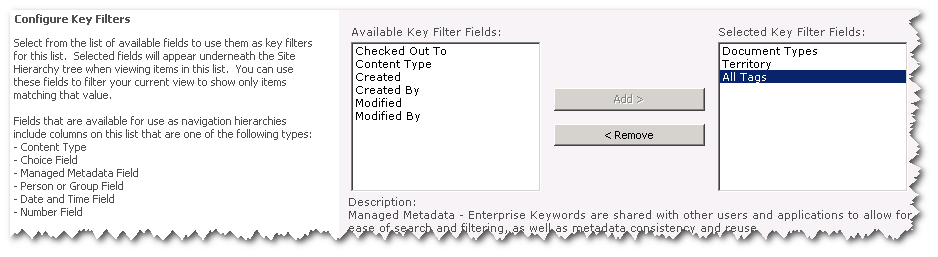 Configure Key Filters
Select from the list of available fields to use them as key filters
for this list.  Selected fields will appear underneath the Site
Hierarchy tree when viewing items in this list.  You can use
these fields to filter your current view to show only items
matching that value.
Fields that are available for use as navigation hierarchies
include columns on this list that are one of the following types:
- Content Type
- Choice Field
- Managed Metadata Field
- Person or Group Field
- Date and Time Field
- Number Field
Available Key Filter Fields:
Checked Out To
Content Type
Created
Created By
Modified
Modified By
Add >
< Remove
Selected Key Filter Fields:
Document Types
Territory
All Tags
Description:
Managed Metadata - Enterprise Keywords are shared with other users and applications to allow for
ease of search and filtering, as well as metadata consistency and reuse